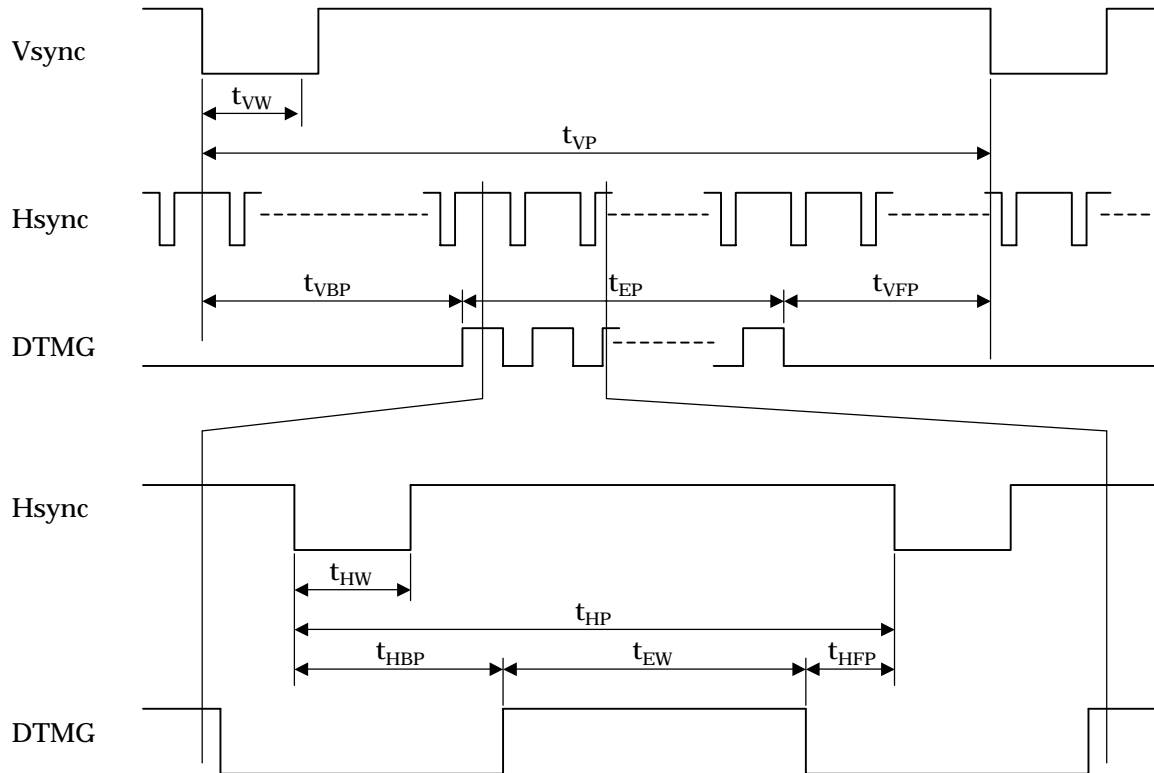 Vsync
tVW
tVP
Hsync
tVBP
tEP
tVFP
DTMG
Hsync
tHW
tHP
tHBP
tEW
tHFP
DTMG